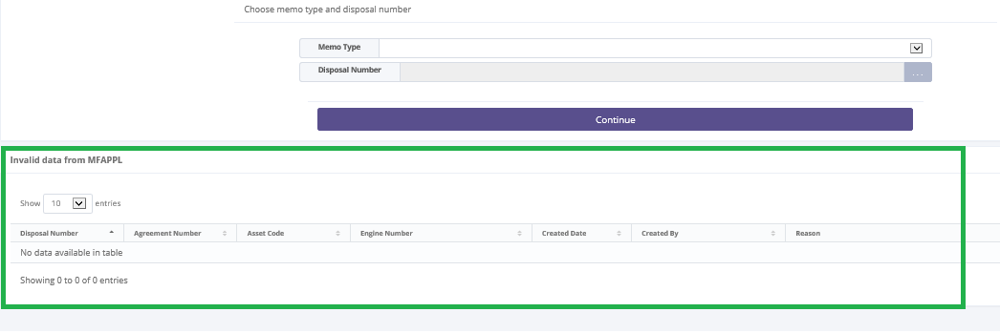 Choose memo type and disposal number
Memo Type
Disposal Number ...
Continue
Invalid data from MFAPPL
Show 10 entries
Disposal Number Agreement Number Asset Code Engine Number Created Date Created By Reason
No data available in table
Showing 0 to 0 of 0 entries